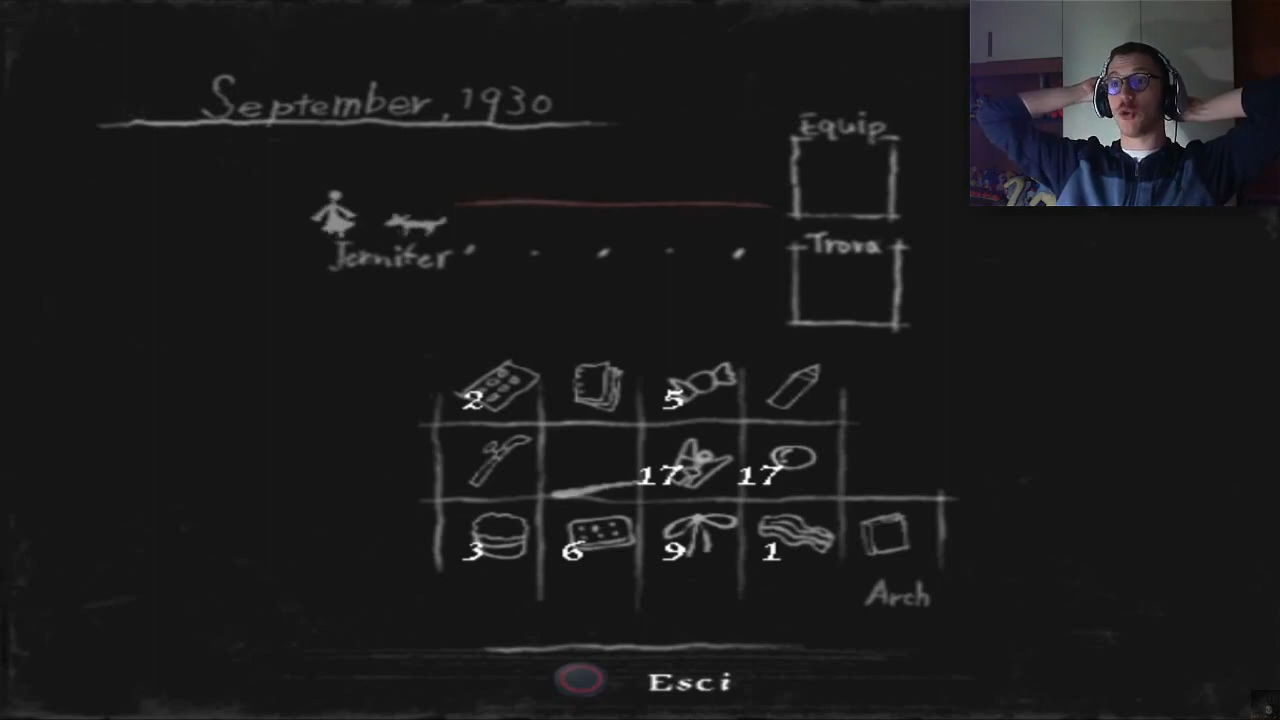 September, 1930
Equip
Jennifer
Trova
2
5
17
17
3
6
9
1
Arch
Esci